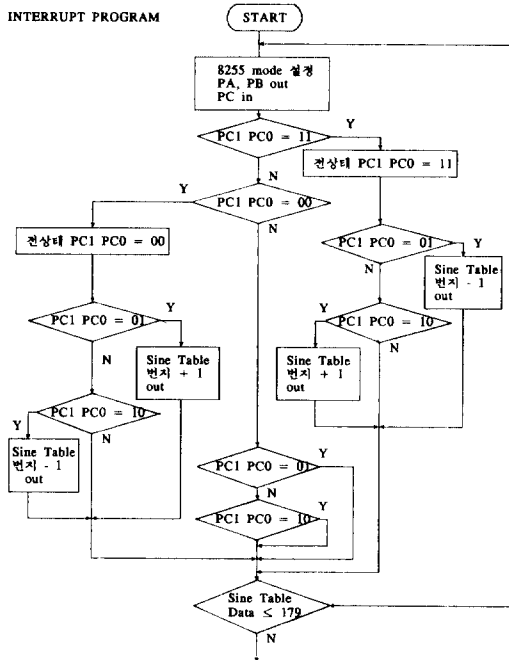 INTERRUPT PROGRAM
START
8255 mode 설정
PA, PB out
PC in
PC1 PC0 = 11
Y
N
전상태 PC1 PC0 = 11
Y
PC1 PC0 = 00
N
전상태 PC1 PC0 = 00
PC1 PC0 = 01
Y
N
Sine Table
번지 - 1
out
PC1 PC0 = 01
Y
N
Y
PC1 PC0 = 10
N
Sine Table
번지 + 1
out
Sine Table
번지 + 1
out
Y
PC1 PC0 = 10
N
Sine Table
번지 - 1
out
PC1 PC0 = 01
Y
N
PC1 PC0 = 10
Y
N
Sine Table
Data ≤ 179
N